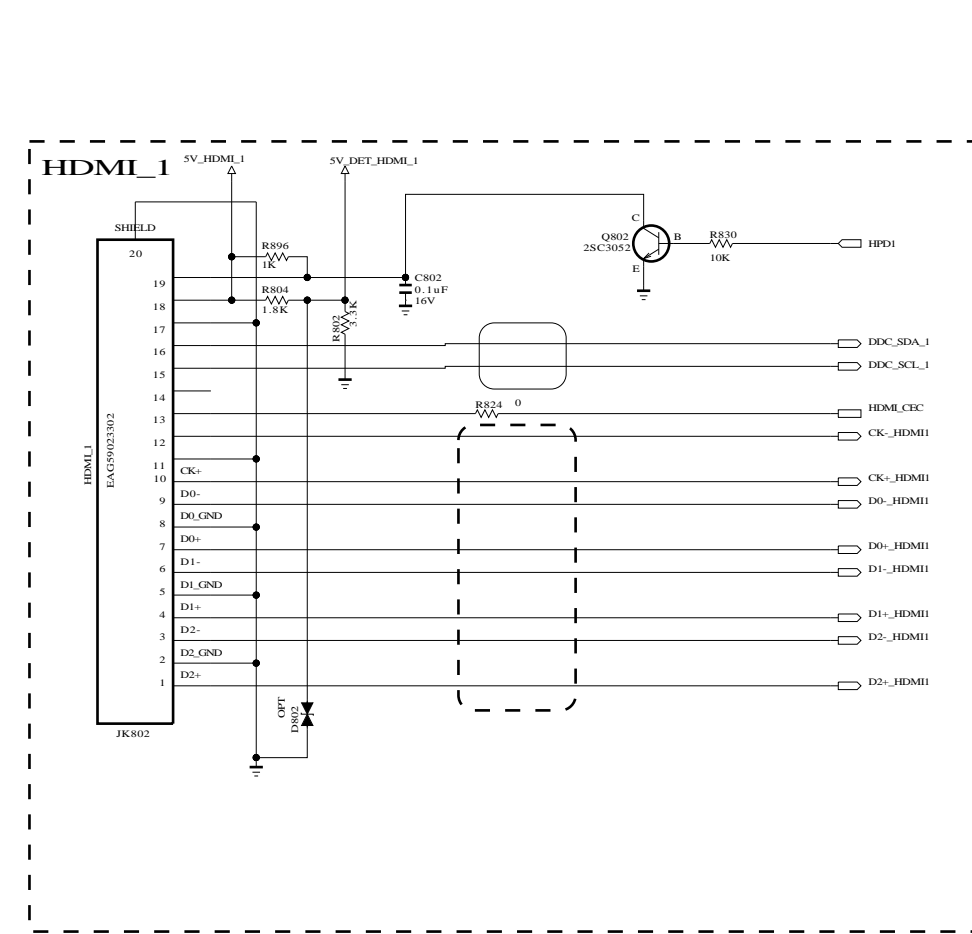 HDMI_1
5V_HDMI_1
5V_DET_HDMI_1
SHIELD
20
R896
1K
R804
1.8K
R802
3.3K
C802
0.1uF
16V
Q802
2SC3052
C
B
E
R830
10K
HPD1
19
18
17
16
DDC_SDA_1
15
DDC_SCL_1
14
R824
0
13
HDMI_CEC
12
CK-_HDMI1
11
CK+
10
CK+_HDMI1
D0-
9
D0-_HDMI1
D0_GND
8
D0+
7
D0+_HDMI1
D1-
6
D1-_HDMI1
D1_GND
5
D1+
4
D1+_HDMI1
D2-
3
D2-_HDMI1
D2_GND
2
D2+
1
D2+_HDMI1
HDMI_1
EAG59023302
OPT
D802
JK802